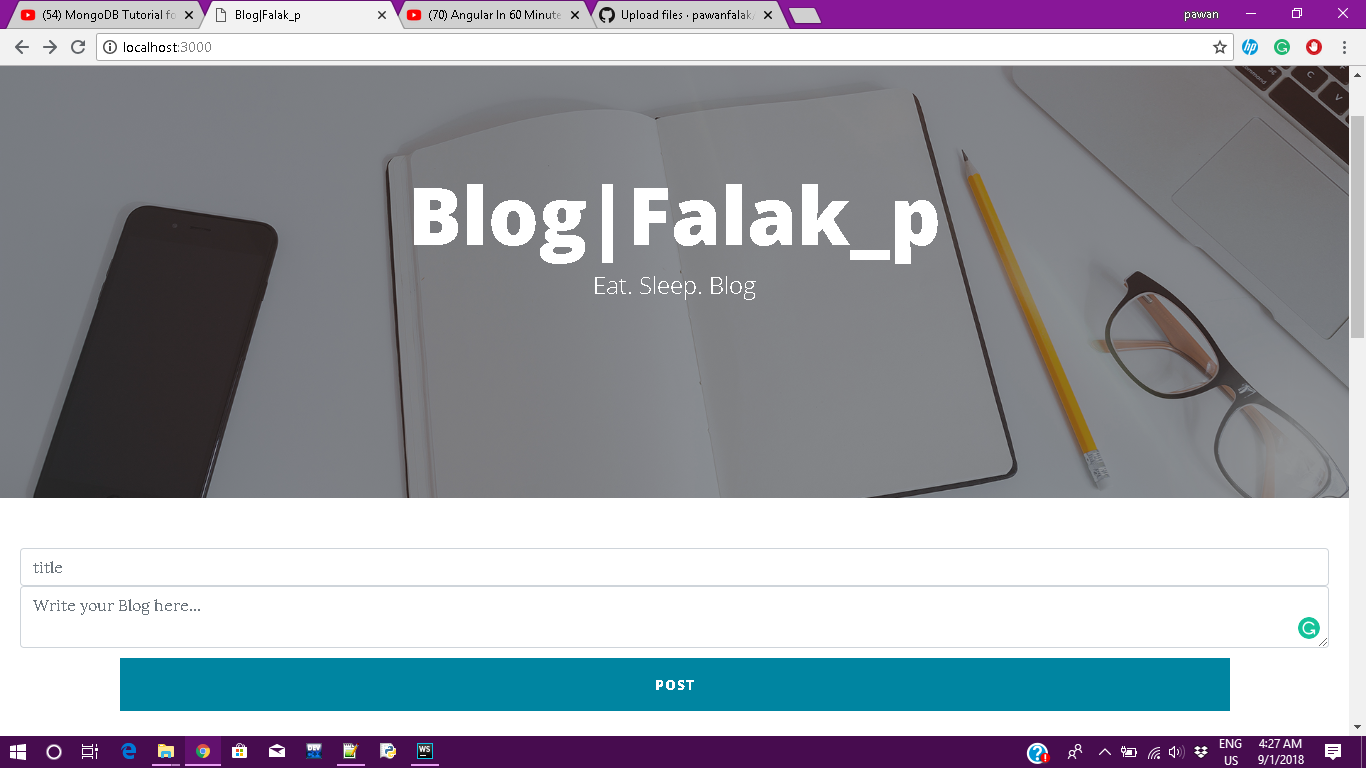 (54) MongoDB Tutorial fo
Blog|Falak_p
(70) Angular In 60 Minute
Upload files · pawanfalak/
pawan
localhost:3000
Blog|Falak_p
Eat. Sleep. Blog
title
Write your Blog here...
POST
ENG
US
4:27 AM
9/1/2018